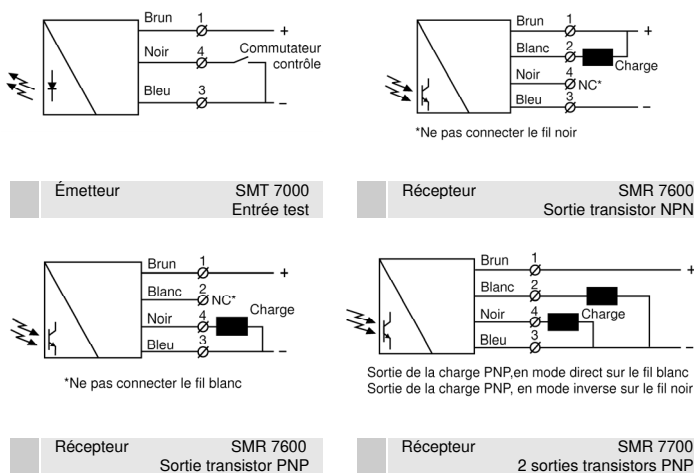 Brun 1 +
Noir 4 Commutateur
contrôle
Bleu 3 –
Émetteur SMT 7000
Entrée test
Brun 1 +
Blanc 2
Charge
Noir 4 NC*
Bleu 3 –
*Ne pas connecter le fil noir
Récepteur SMR 7600
Sortie transistor NPN
Brun 1 +
Blanc 2 NC*
Noir 4 Charge
Bleu 3 –
*Ne pas connecter le fil blanc
Récepteur SMR 7600
Sortie transistor PNP
Brun 1 +
Blanc 2
Noir 4 Charge
Bleu 3 –
Sortie de la charge PNP,en mode direct sur le fil blanc
Sortie de la charge PNP, en mode inverse sur le fil noir
Récepteur SMR 7700
2 sorties transistors PNP